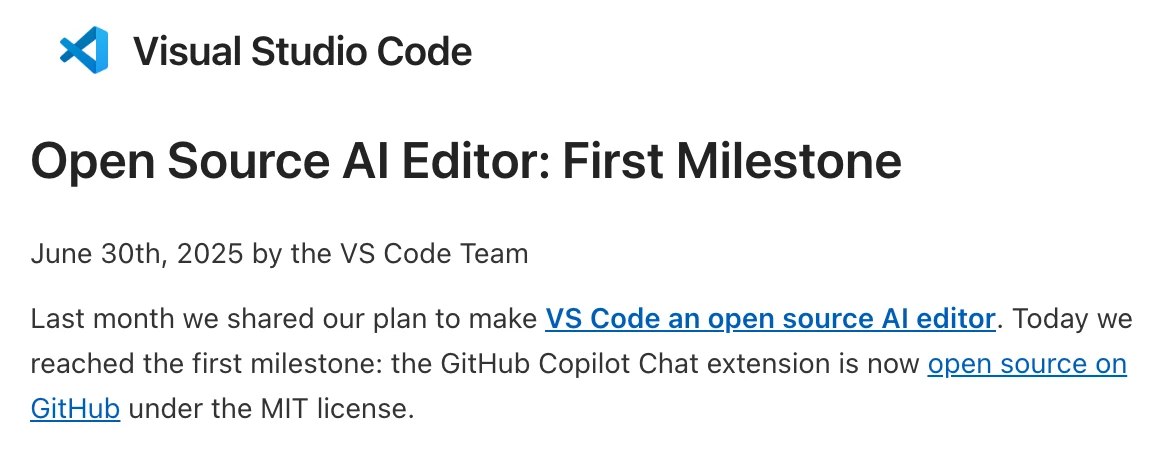 Visual Studio Code
Open Source AI Editor: First Milestone
June 30th, 2025 by the VS Code Team
Last month we shared our plan to make VS Code an open source AI editor. Today we
reached the first milestone: the GitHub Copilot Chat extension is now open source on
GitHub under the MIT license.